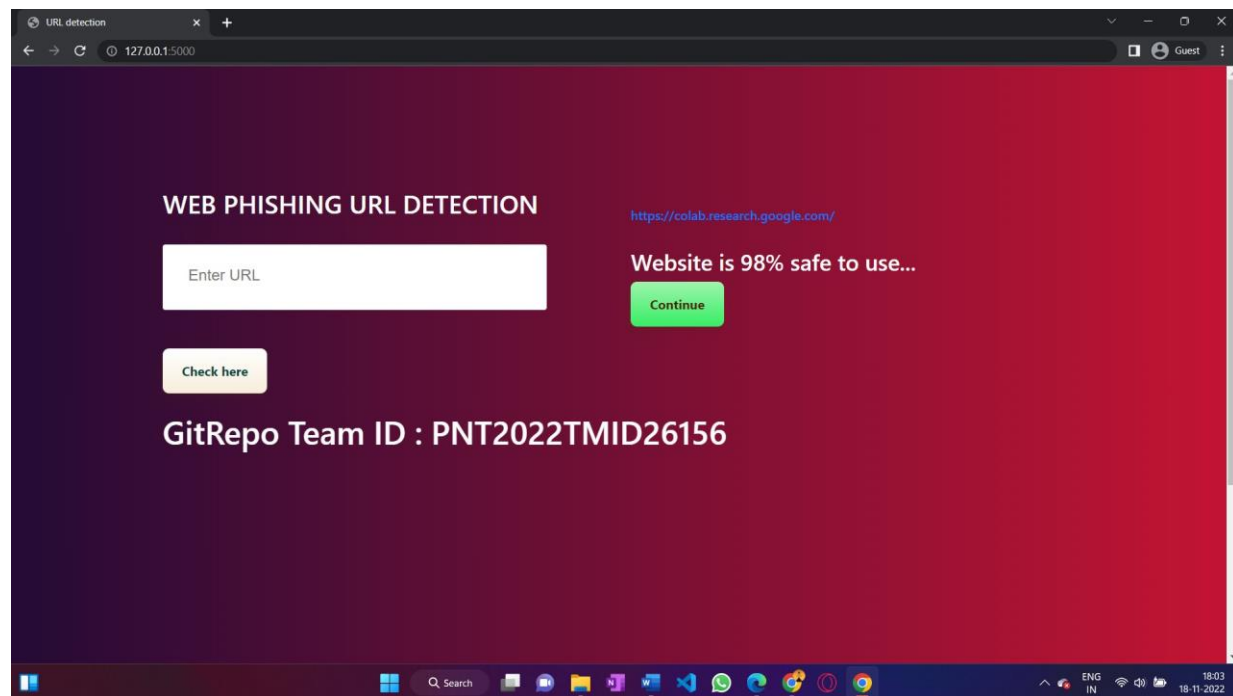 URL detection
127.0.0.1:5000
Guest
WEB PHISHING URL DETECTION
Enter URL
Check here
https://colab.research.google.com/
Website is 98% safe to use...
Continue
GitRepo Team ID : PNT2022TMID26156
Search
ENG
IN
18:03
18-11-2022